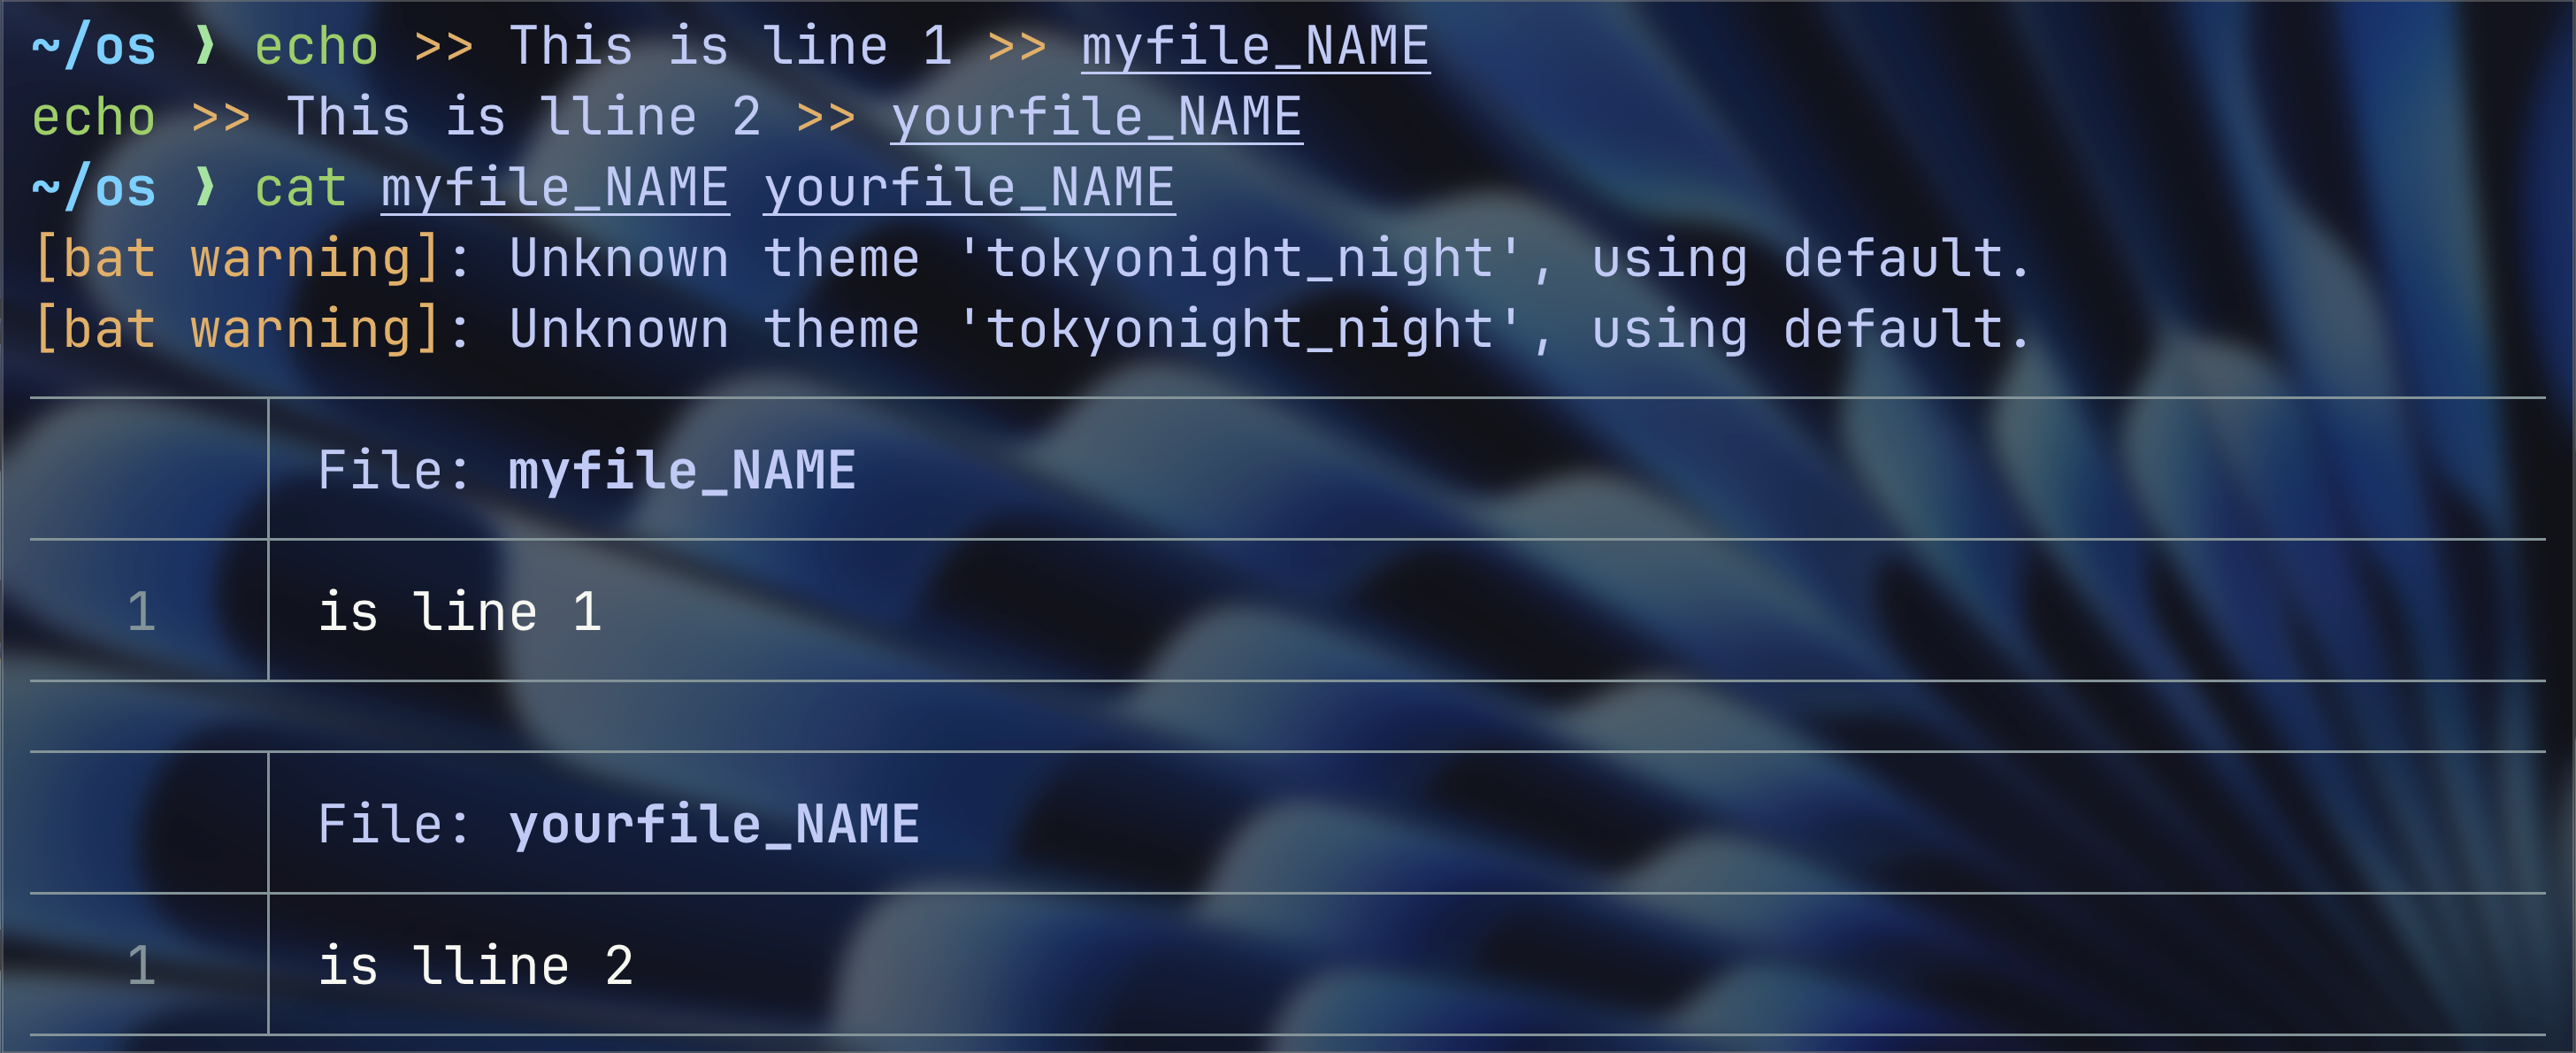 ~/os ❯ echo >> This is line 1 >> myfile_NAME
echo >> This is lline 2 >> yourfile_NAME
~/os ❯ cat myfile_NAME yourfile_NAME
[bat warning]: Unknown theme 'tokyonight_night', using default.
[bat warning]: Unknown theme 'tokyonight_night', using default.
File: myfile_NAME
1 is line 1
File: yourfile_NAME
1 is lline 2